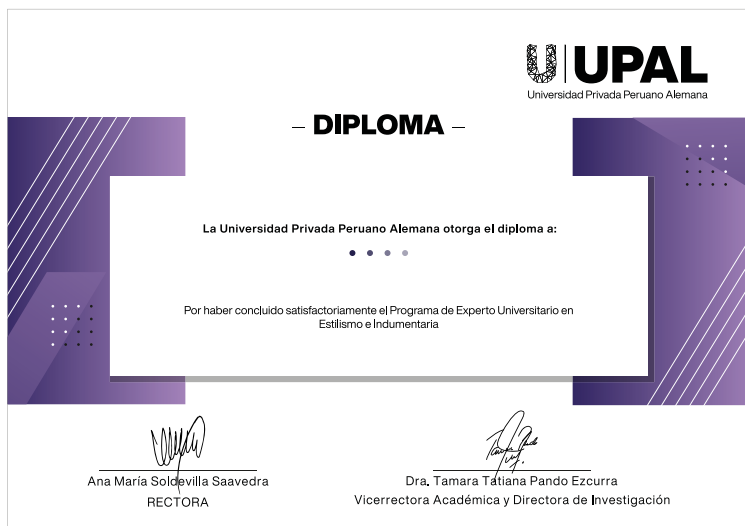 UPAL
Universidad Privada Peruano Alemana
– DIPLOMA –
La Universidad Privada Peruano Alemana otorga el diploma a:
Por haber concluido satisfactoriamente el Programa de Experto Universitario en
Estilismo e Indumentaria
Ana María Soldevilla Saavedra
RECTORA
Dra. Tamara Tatiana Pando Ezcurra
Vicerrectora Académica y Directora de Investigación